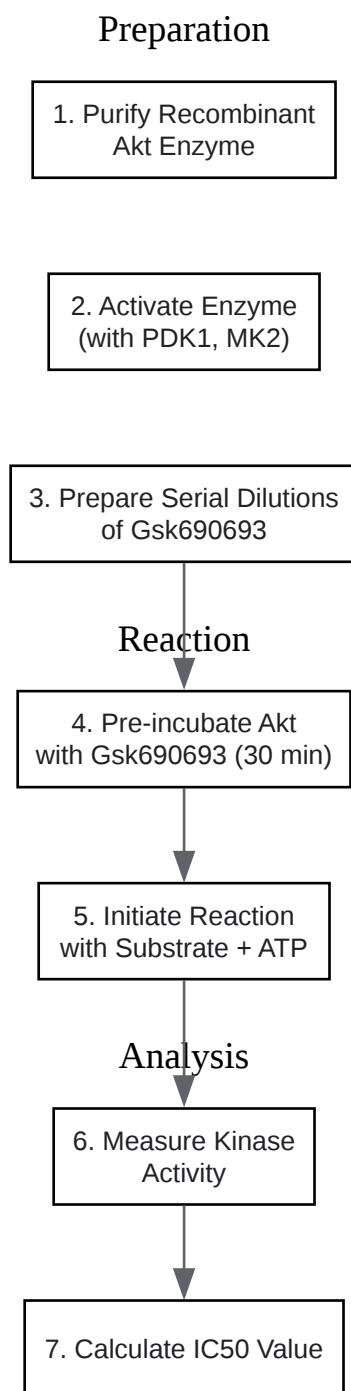 Preparation
1. Purify Recombinant
Akt Enzyme
2. Activate Enzyme
(with PDK1, MK2)
3. Prepare Serial Dilutions
of Gsk690693
Reaction
4. Pre-incubate Akt
with Gsk690693 (30 min)
5. Initiate Reaction
with Substrate + ATP
Analysis
6. Measure Kinase
Activity
7. Calculate IC50 Value